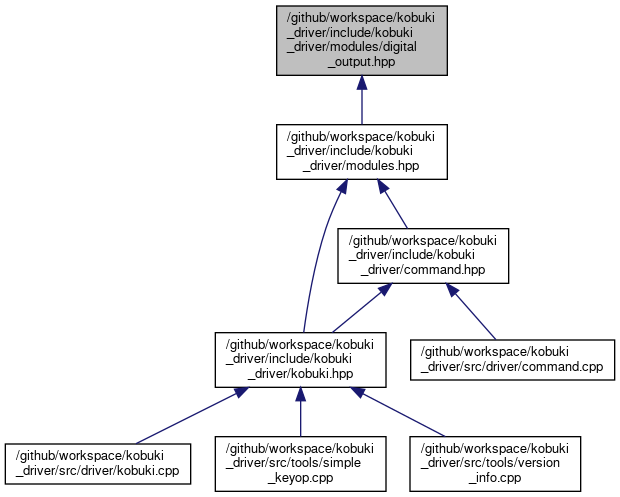 /github/workspace/kobuki
_driver/include/kobuki
_driver/modules/digital
_output.hpp
/github/workspace/kobuki
_driver/include/kobuki
_driver/modules.hpp
/github/workspace/kobuki
_driver/include/kobuki
_driver/command.hpp
/github/workspace/kobuki
_driver/include/kobuki
_driver/kobuki.hpp
/github/workspace/kobuki
_driver/src/driver/command.cpp
/github/workspace/kobuki
_driver/src/driver/kobuki.cpp
/github/workspace/kobuki
_driver/src/tools/simple
_keyop.cpp
/github/workspace/kobuki
_driver/src/tools/version
_info.cpp